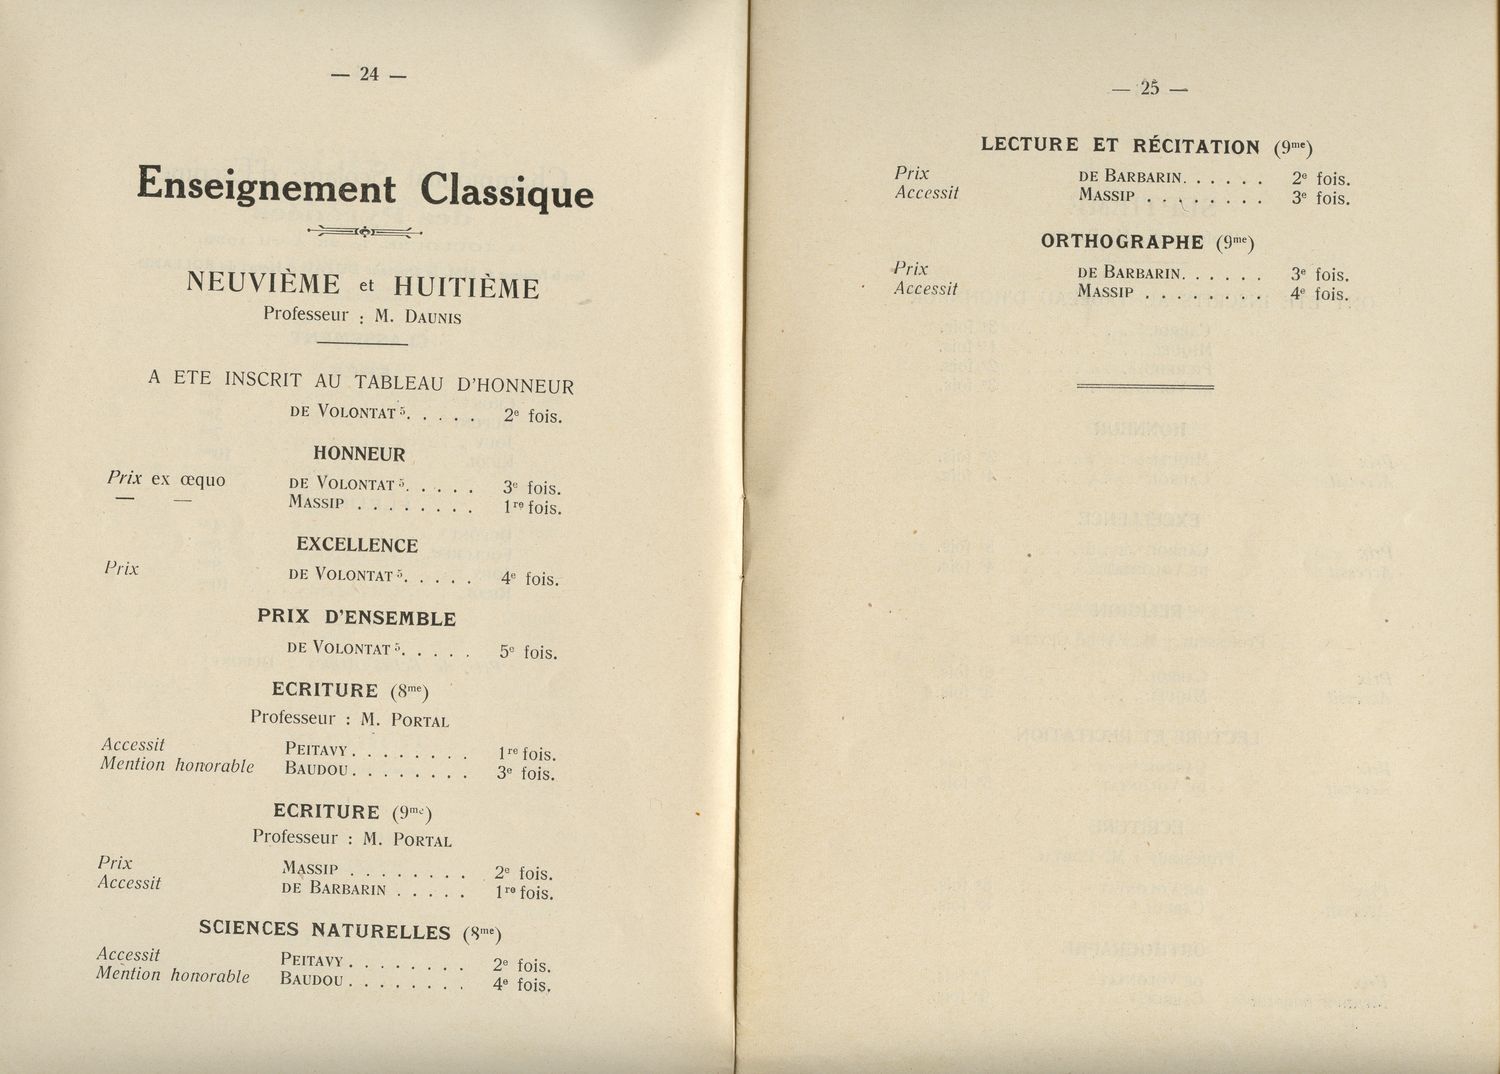 — 24 —
Enseignement Classique
NEUVIÈME et HUITIÈME
Professeur : M. DAUNIS
A ETE INSCRIT AU TABLEAU D'HONNEUR
DE VOLONTAT ⁵. . . . . 2ᵉ fois.
HONNEUR
Prix ex œquo DE VOLONTAT ⁵. . . . . 3ᵉ fois.
— — MASSIP . . . . . . . . 1ʳᵉ fois.
EXCELLENCE
Prix DE VOLONTAT ⁵. . . . . 4ᵉ fois.
PRIX D'ENSEMBLE
DE VOLONTAT ⁵. . . . . 5ᵉ fois.
ECRITURE (8ᵐᵉ)
Professeur : M. PORTAL
Accessit PEITAVY. . . . . . . . 1ʳᵉ fois.
Mention honorable BAUDOU. . . . . . . . 3ᵉ fois.
ECRITURE (9ᵐᵉ)
Professeur : M. PORTAL
Prix MASSIP . . . . . . . . 2ᵉ fois.
Accessit DE BARBARIN . . . . . 1ʳᵉ fois.
SCIENCES NATURELLES (8ᵐᵉ)
Accessit PEITAVY. . . . . . . . 2ᵉ fois.
Mention honorable BAUDOU. . . . . . . . 4ᵉ fois.
— 25 —
LECTURE ET RÉCITATION (9ᵐᵉ)
Prix DE BARBARIN. . . . . . 2ᵉ fois.
Accessit MASSIP . . . . . . . . 3ᵉ fois.
ORTHOGRAPHE (9ᵐᵉ)
Prix DE BARBARIN. . . . . . 3ᵉ fois.
Accessit MASSIP . . . . . . . . 4ᵉ fois.